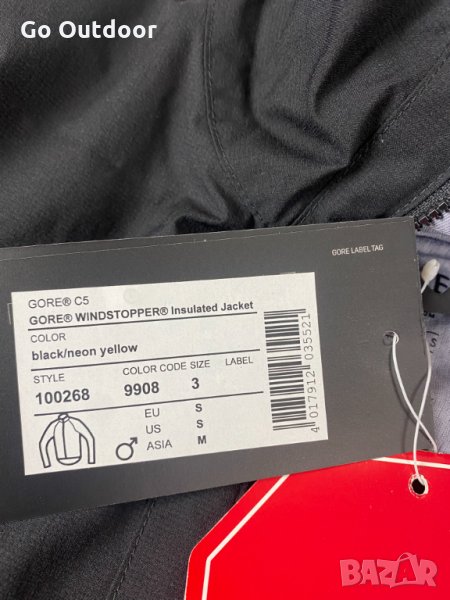 Go Outdoor
GORE LABEL TAG
GORE® C5
GORE® WINDSTOPPER® Insulated Jacket
COLOR
black/neon yellow
STYLE COLOR CODE SIZE LABEL
100268 9908 3
EU S
US S
ASIA M
4 017912 035521
E
S
BAZAR